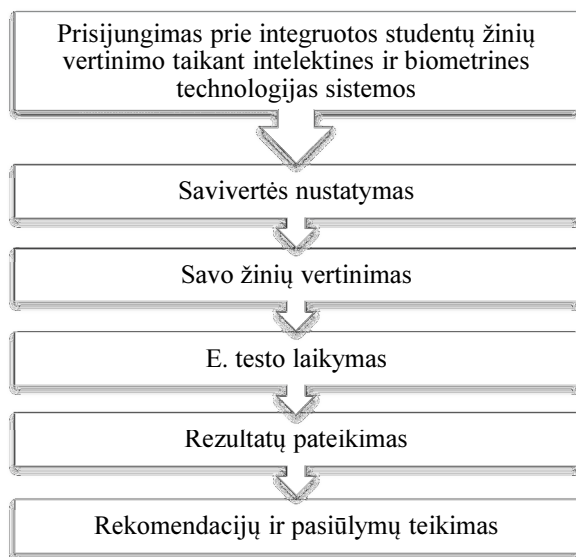 Prisijungimas prie integruotos studentų žinių
vertinimo taikant intelektines ir biometrines
technologijas sistemos
Savivertės nustatymas
Savo žinių vertinimas
E. testo laikymas
Rezultatų pateikimas
Rekomendacijų ir pasiūlymų teikimas